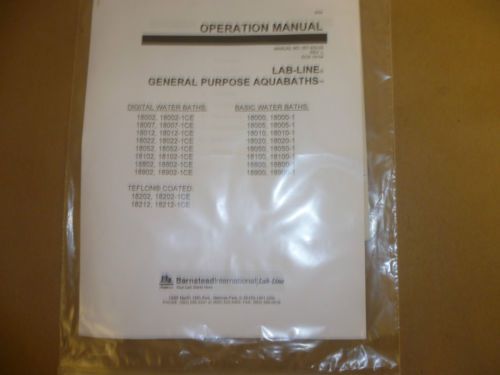 OPERATION MANUAL
LAB-LINE®
GENERAL PURPOSE AQUABATHS™
DIGITAL WATER BATHS:
18002, 18002-1CE
18007, 18007-1CE
18012, 18012-1CE
18022, 18022-1CE
18052, 18052-1CE
18102, 18102-1CE
18802, 18802-1CE
18902, 18902-1CE
BASIC WATER BATHS:
18000, 18000-1
18005, 18005-1
18010, 18010-1
18020, 18020-1
18050, 18050-1
18100, 18100-1
18800, 18800-1
18900, 18900-1
TEFLON® COATED:
18202, 18202-1CE
18212, 18212-1CE
Barnstead International/Lab-Line